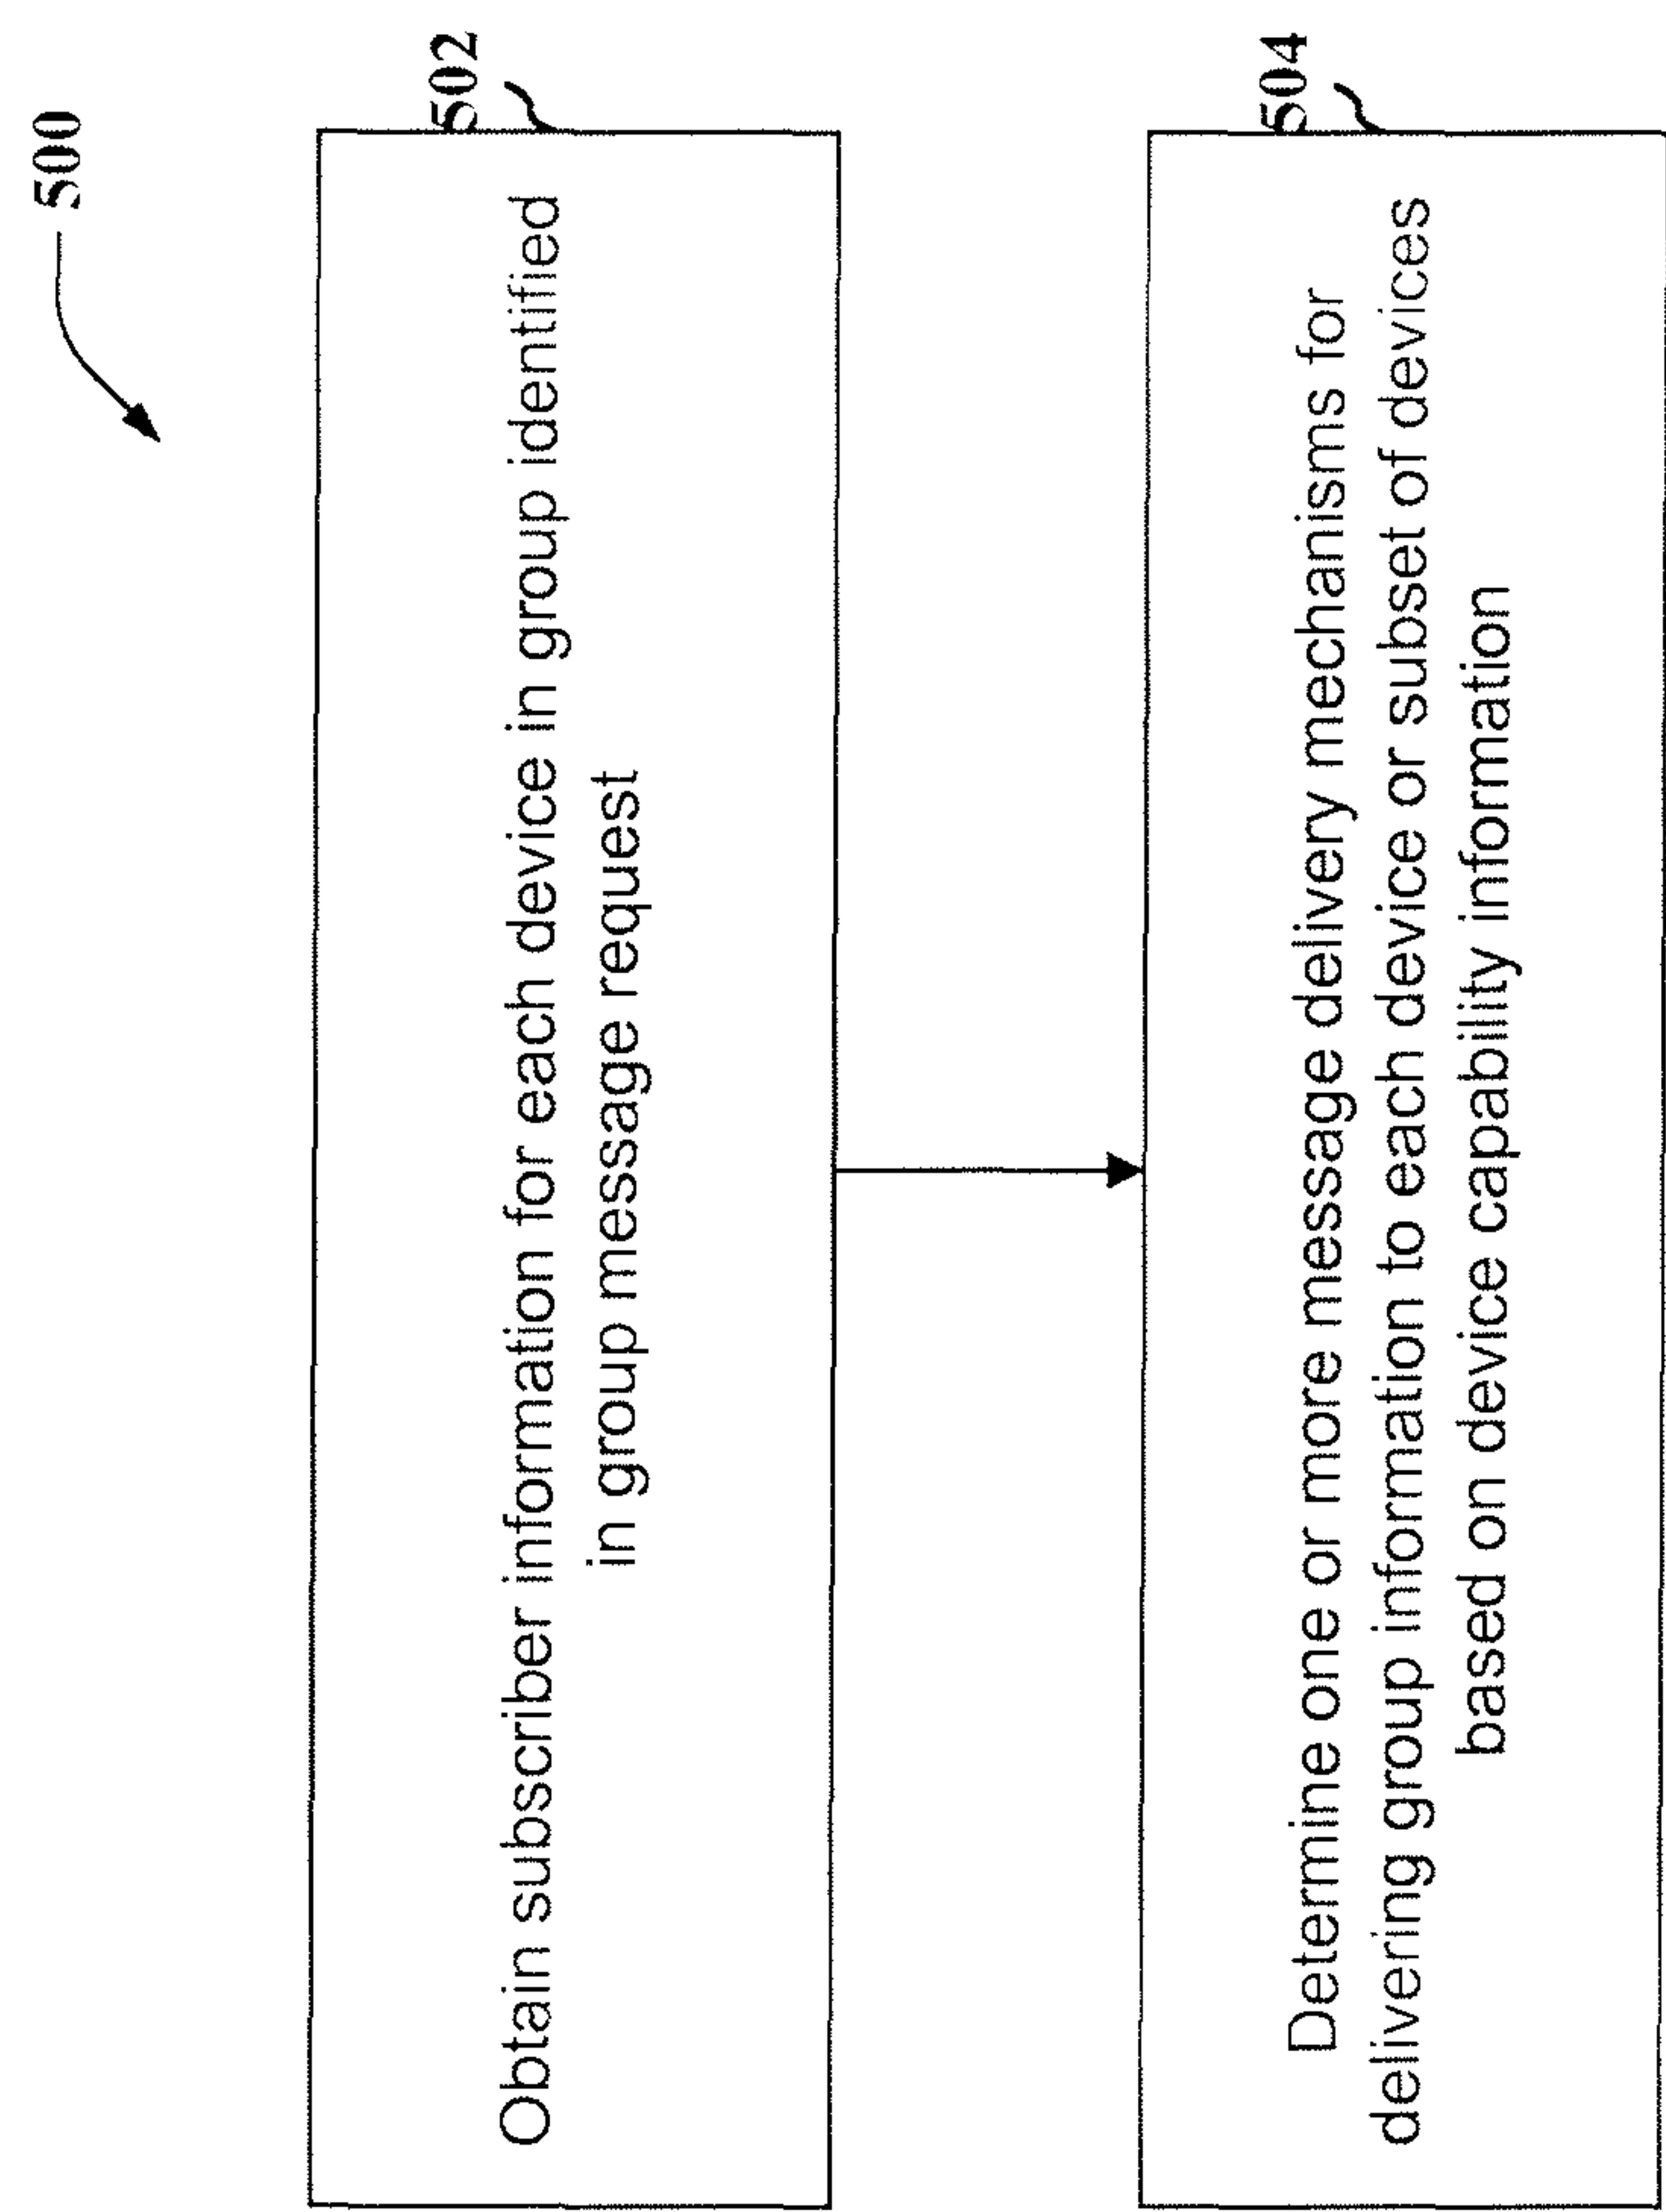 500
502
Obtain subscriber information for each device in group identified
in group message request
504
Determine one or more message delivery mechanisms for
delivering group information to each device or subset of devices
based on device capability information